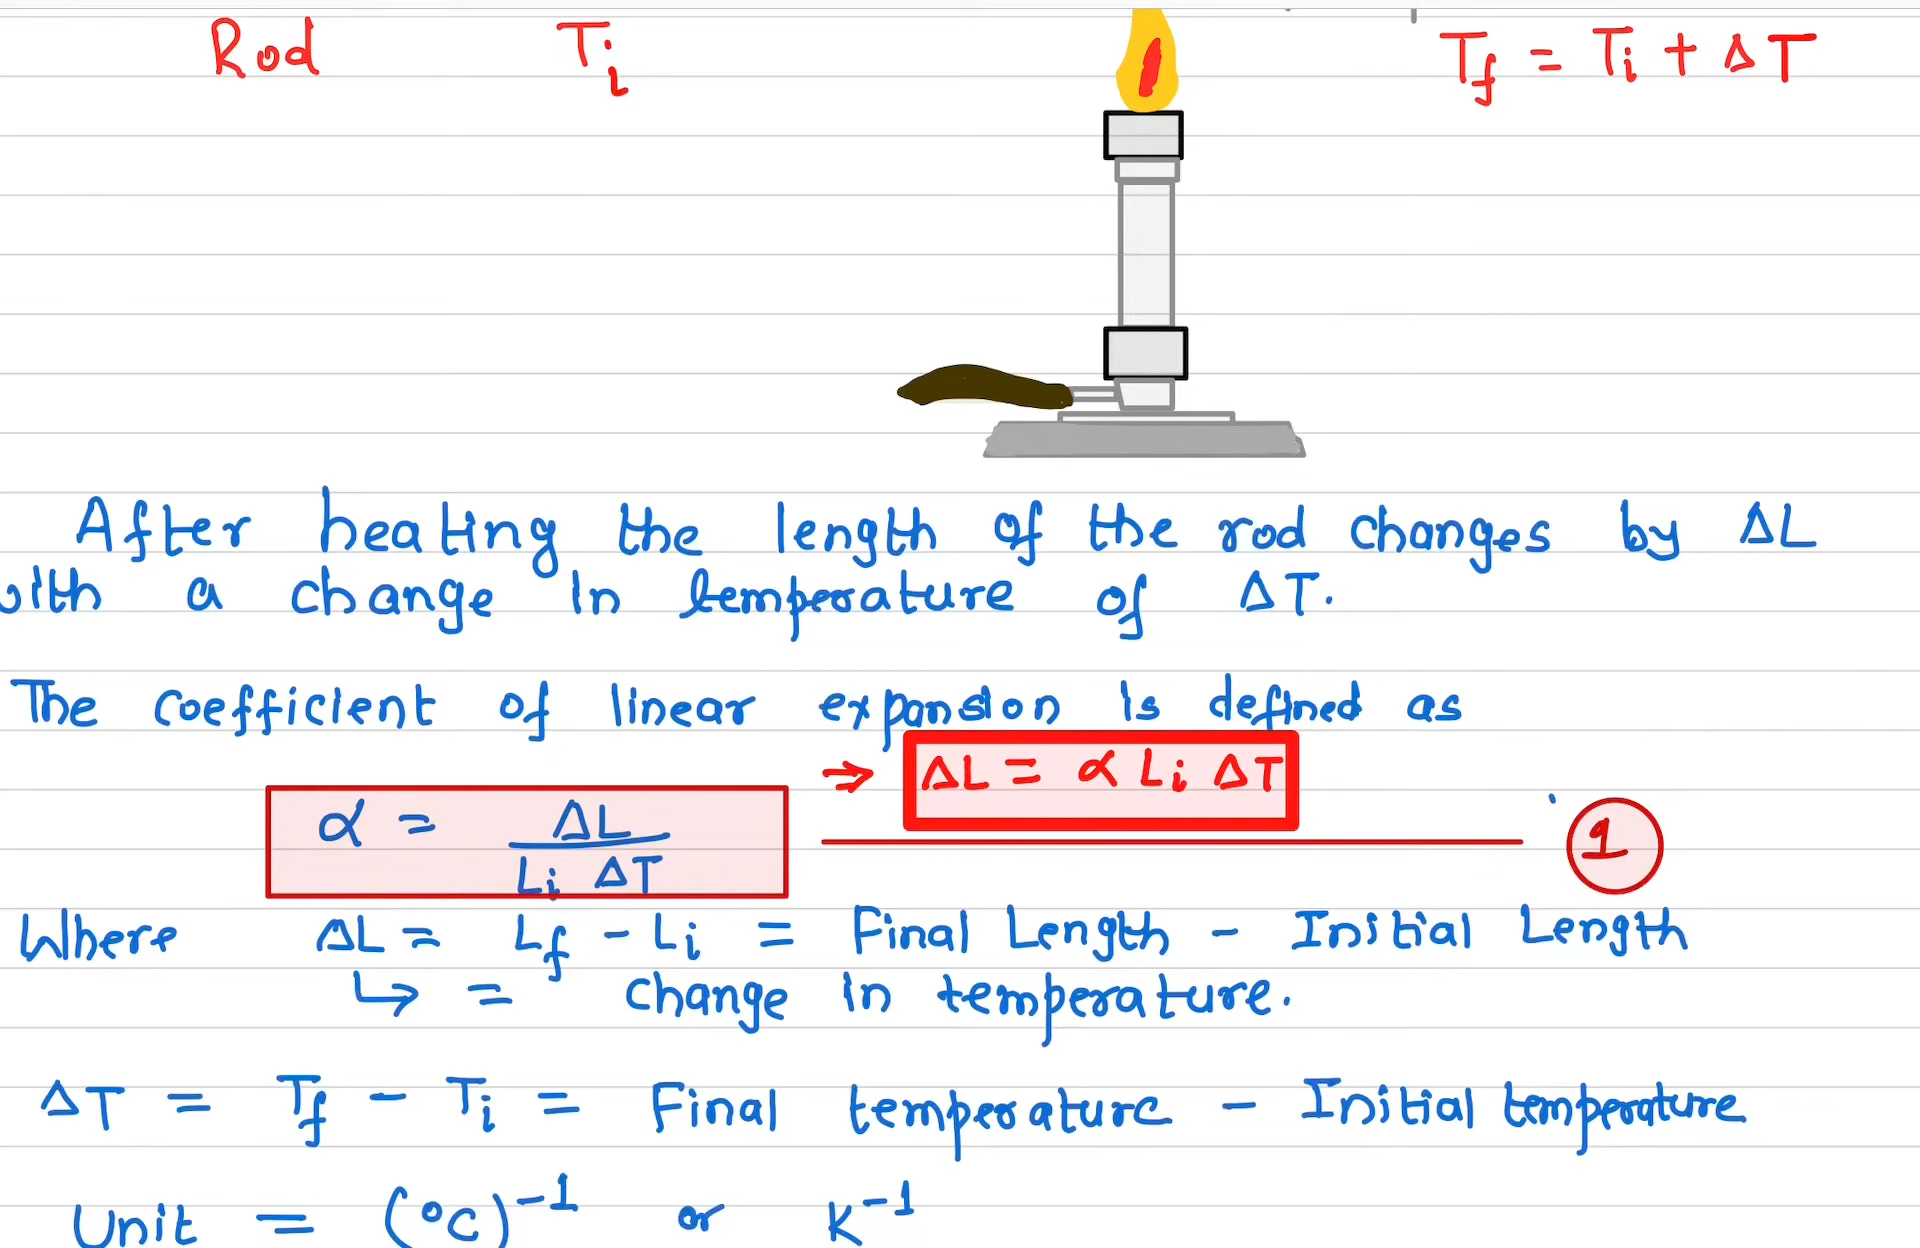 Rod Ti Tf = Ti + ΔT
After heating the length of the rod changes by ΔL
with a change in temperature of ΔT.
The coefficient of linear expansion is defined as
→ ΔL = α Li ΔT
α = ΔL / Li ΔT 1
Where ΔL = Lf - Li = Final Length - Initial Length
↳ = change in temperature.
ΔT = Tf - Ti = Final temperature - Initial temperature
Unit = (°C)⁻¹ or K⁻¹